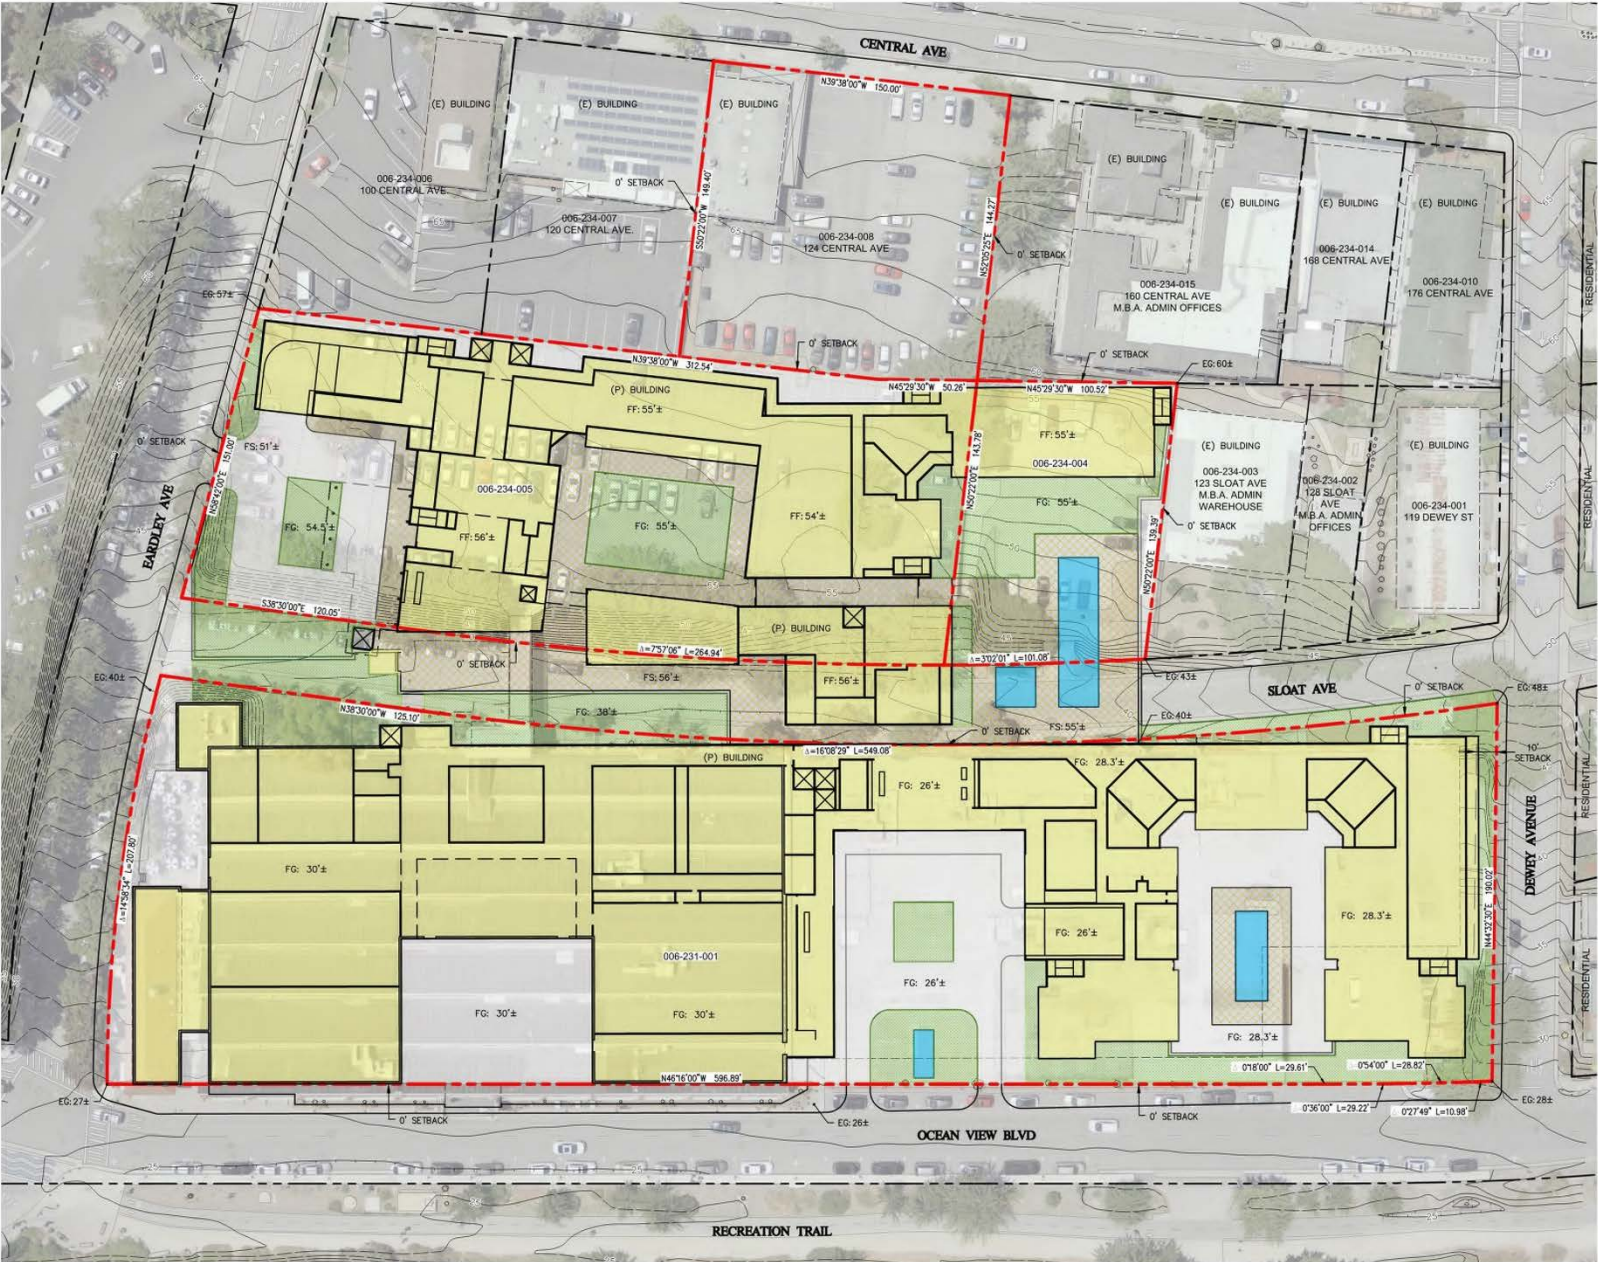 CENTRAL AVE
N39°38'00"W 150.00'
(E) BUILDING
(E) BUILDING
(E) BUILDING
(E) BUILDING
006-234-006
100 CENTRAL AVE.
0' SETBACK
S50°22'00"W 149.40'
006-234-007
120 CENTRAL AVE.
006-234-008
124 CENTRAL AVE
N52°05'25"E 144.27'
0' SETBACK
(E) BUILDING
(E) BUILDING
(E) BUILDING
006-234-014
168 CENTRAL AVE
006-234-015
160 CENTRAL AVE
M.B.A. ADMIN OFFICES
006-234-010
176 CENTRAL AVE
RESIDENTIAL
EG: 57±
N39°38'00"W 312.54'
0' SETBACK
0' SETBACK
EG: 60±
N45°29'30"W 50.26'
N45°29'30"W 100.52'
(P) BUILDING
FF: 55'±
0' SETBACK
FS: 51'±
N58°42'00"E 151.00'
FF: 55'±
006-234-004
N50°22'00"E 143.78'
(E) BUILDING
006-234-003
123 SLOAT AVE
M.B.A. ADMIN
WAREHOUSE
006-234-002
128 SLOAT
AVE
M.B.A. ADMIN
OFFICES
(E) BUILDING
006-234-001
119 DEWEY ST
RESIDENTIAL
006-234-005
FG: 54.5'±
FG: 55'±
FF: 54'±
FG: 55'±
FF: 56'±
N50°22'00"E 139.39'
0' SETBACK
EARDLEY AVE
S38°30'00"E 120.05'
(P) BUILDING
Δ=7°57'06" L=264.94'
Δ=3°02'01" L=101.08'
0' SETBACK
EG: 40±
FS: 56'±
FF: 56'±
EG: 43±
SLOAT AVE
0' SETBACK
EG: 48±
N38°30'00"W 125.10'
FG: 38'±
0' SETBACK
FS: 55'±
EG: 40±
Δ=16°08'29" L=549.08'
(P) BUILDING
FG: 26'±
FG: 28.3'±
10'
SETBACK
RESIDENTIAL
DEWEY AVENUE
Δ=14°58'34" L=207.80'
FG: 30'±
FG: 26'±
FG: 28.3'±
N44°32'30"E 190.02'
006-231-001
FG: 26'±
FG: 30'±
FG: 30'±
FG: 28.3'±
RESIDENTIAL
N46°16'00"W 596.89'
0°18'00" L=29.61'
0°54'00" L=28.82'
EG: 27±
0' SETBACK
EG: 26±
0' SETBACK
0°36'00" L=29.22'
0°27'49" L=10.98'
EG: 28±
OCEAN VIEW BLVD
RECREATION TRAIL